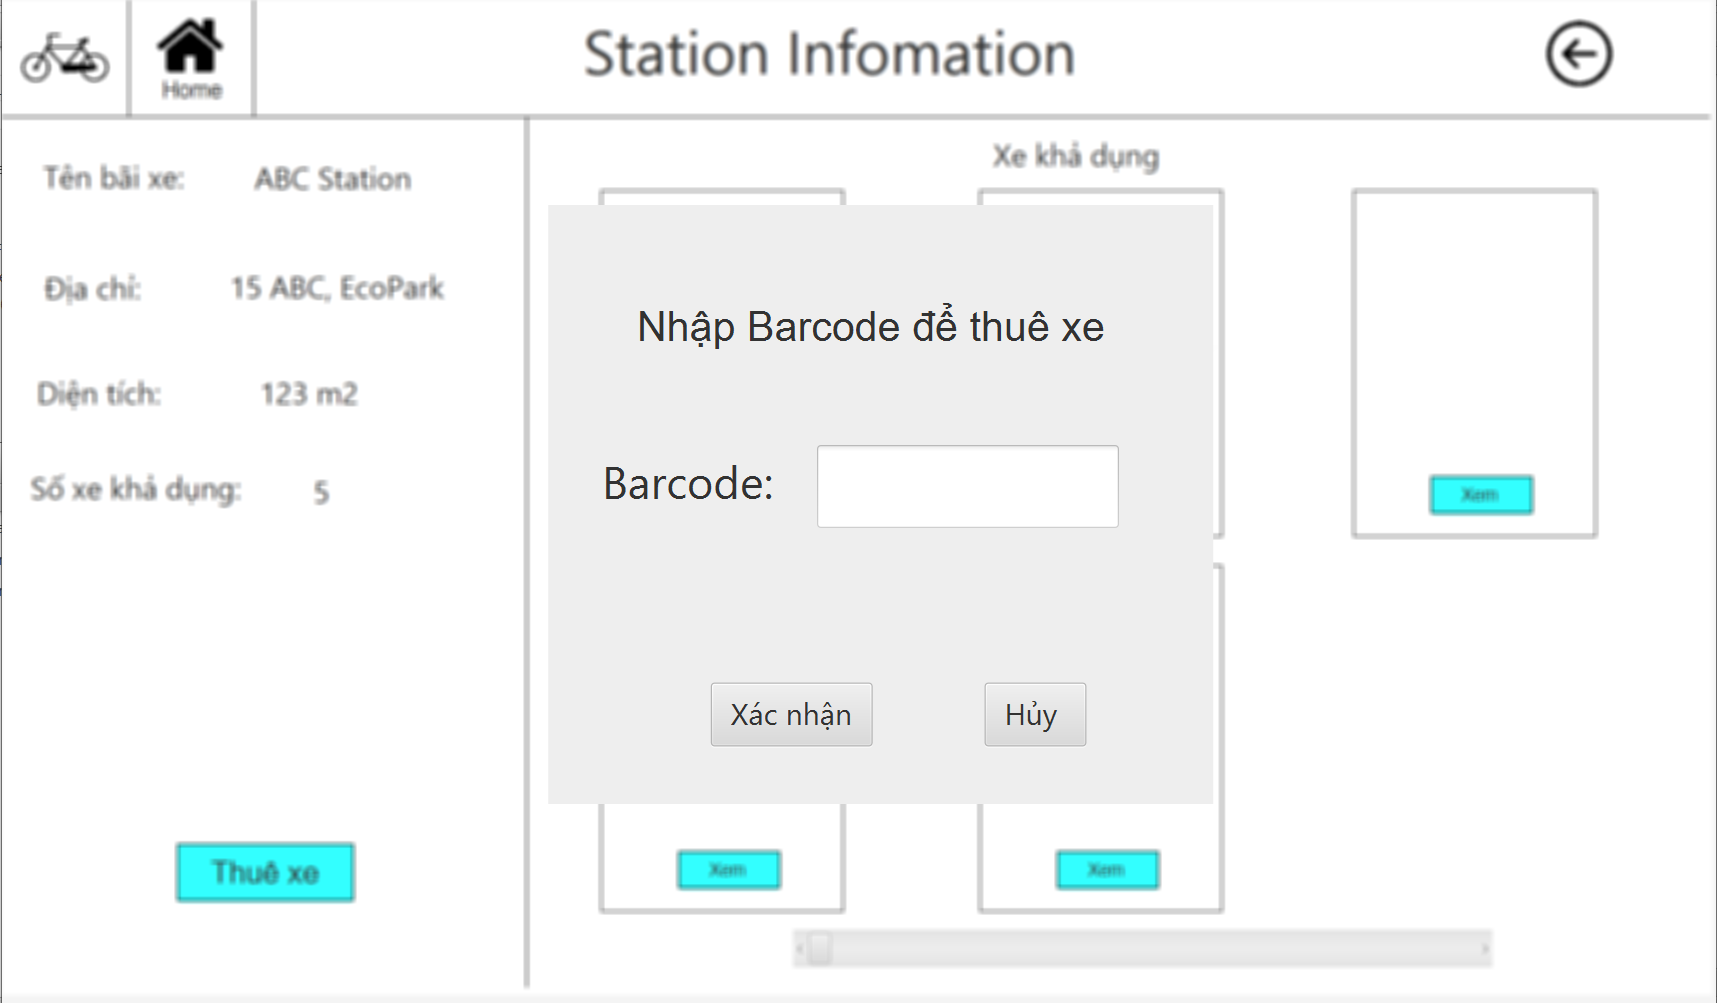 Home
Station Infomation
Tên bãi xe: ABC Station
Địa chỉ: 15 ABC, EcoPark
Diện tích: 123 m2
Số xe khả dụng: 5
Thuê xe
Xe khả dụng
Xem
Nhập Barcode để thuê xe
Barcode:
Xác nhận Hủy
Xem Xem